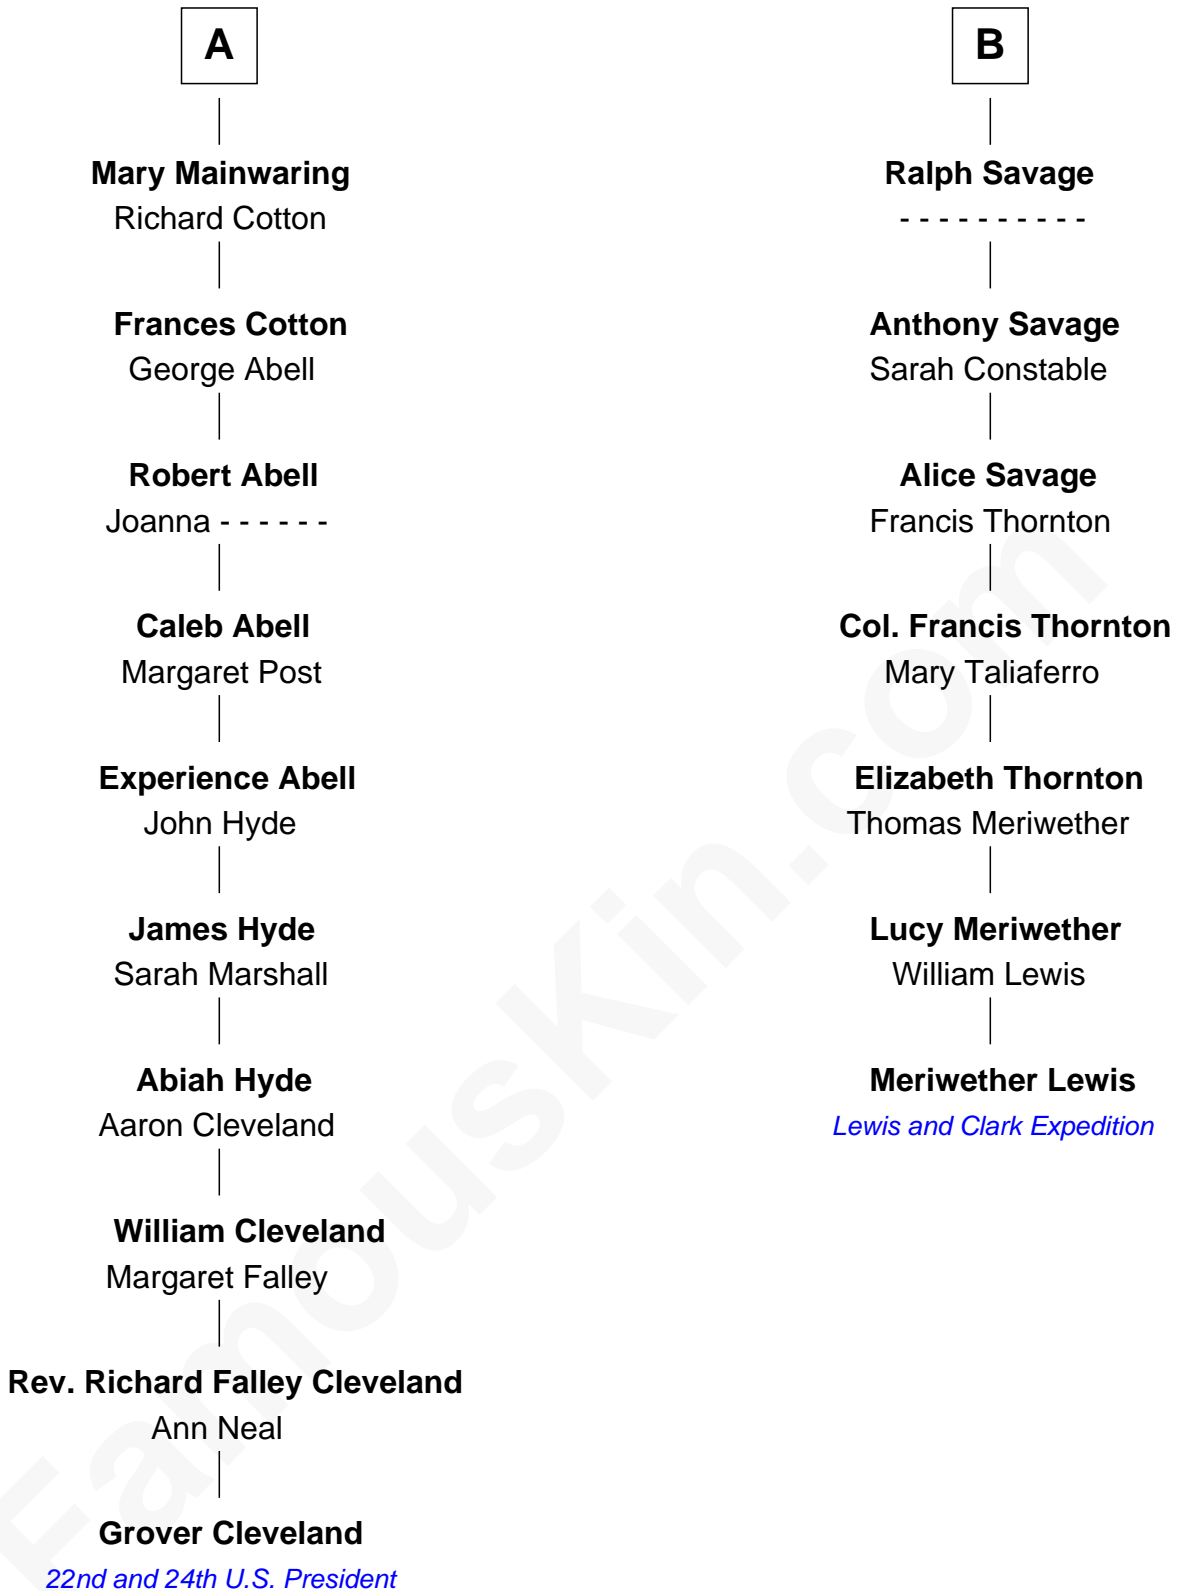 A
Mary Mainwaring
Richard Cotton
Frances Cotton
George Abell
Robert Abell
Joanna - - - - - -
Caleb Abell
Margaret Post
Experience Abell
John Hyde
James Hyde
Sarah Marshall
Abiah Hyde
Aaron Cleveland
William Cleveland
Margaret Falley
Rev. Richard Falley Cleveland
Ann Neal
Grover Cleveland
22nd and 24th U.S. President
B
Ralph Savage
- - - - - - - - - -
Anthony Savage
Sarah Constable
Alice Savage
Francis Thornton
Col. Francis Thornton
Mary Taliaferro
Elizabeth Thornton
Thomas Meriwether
Lucy Meriwether
William Lewis
Meriwether Lewis
Lewis and Clark Expedition
FamousKin.com